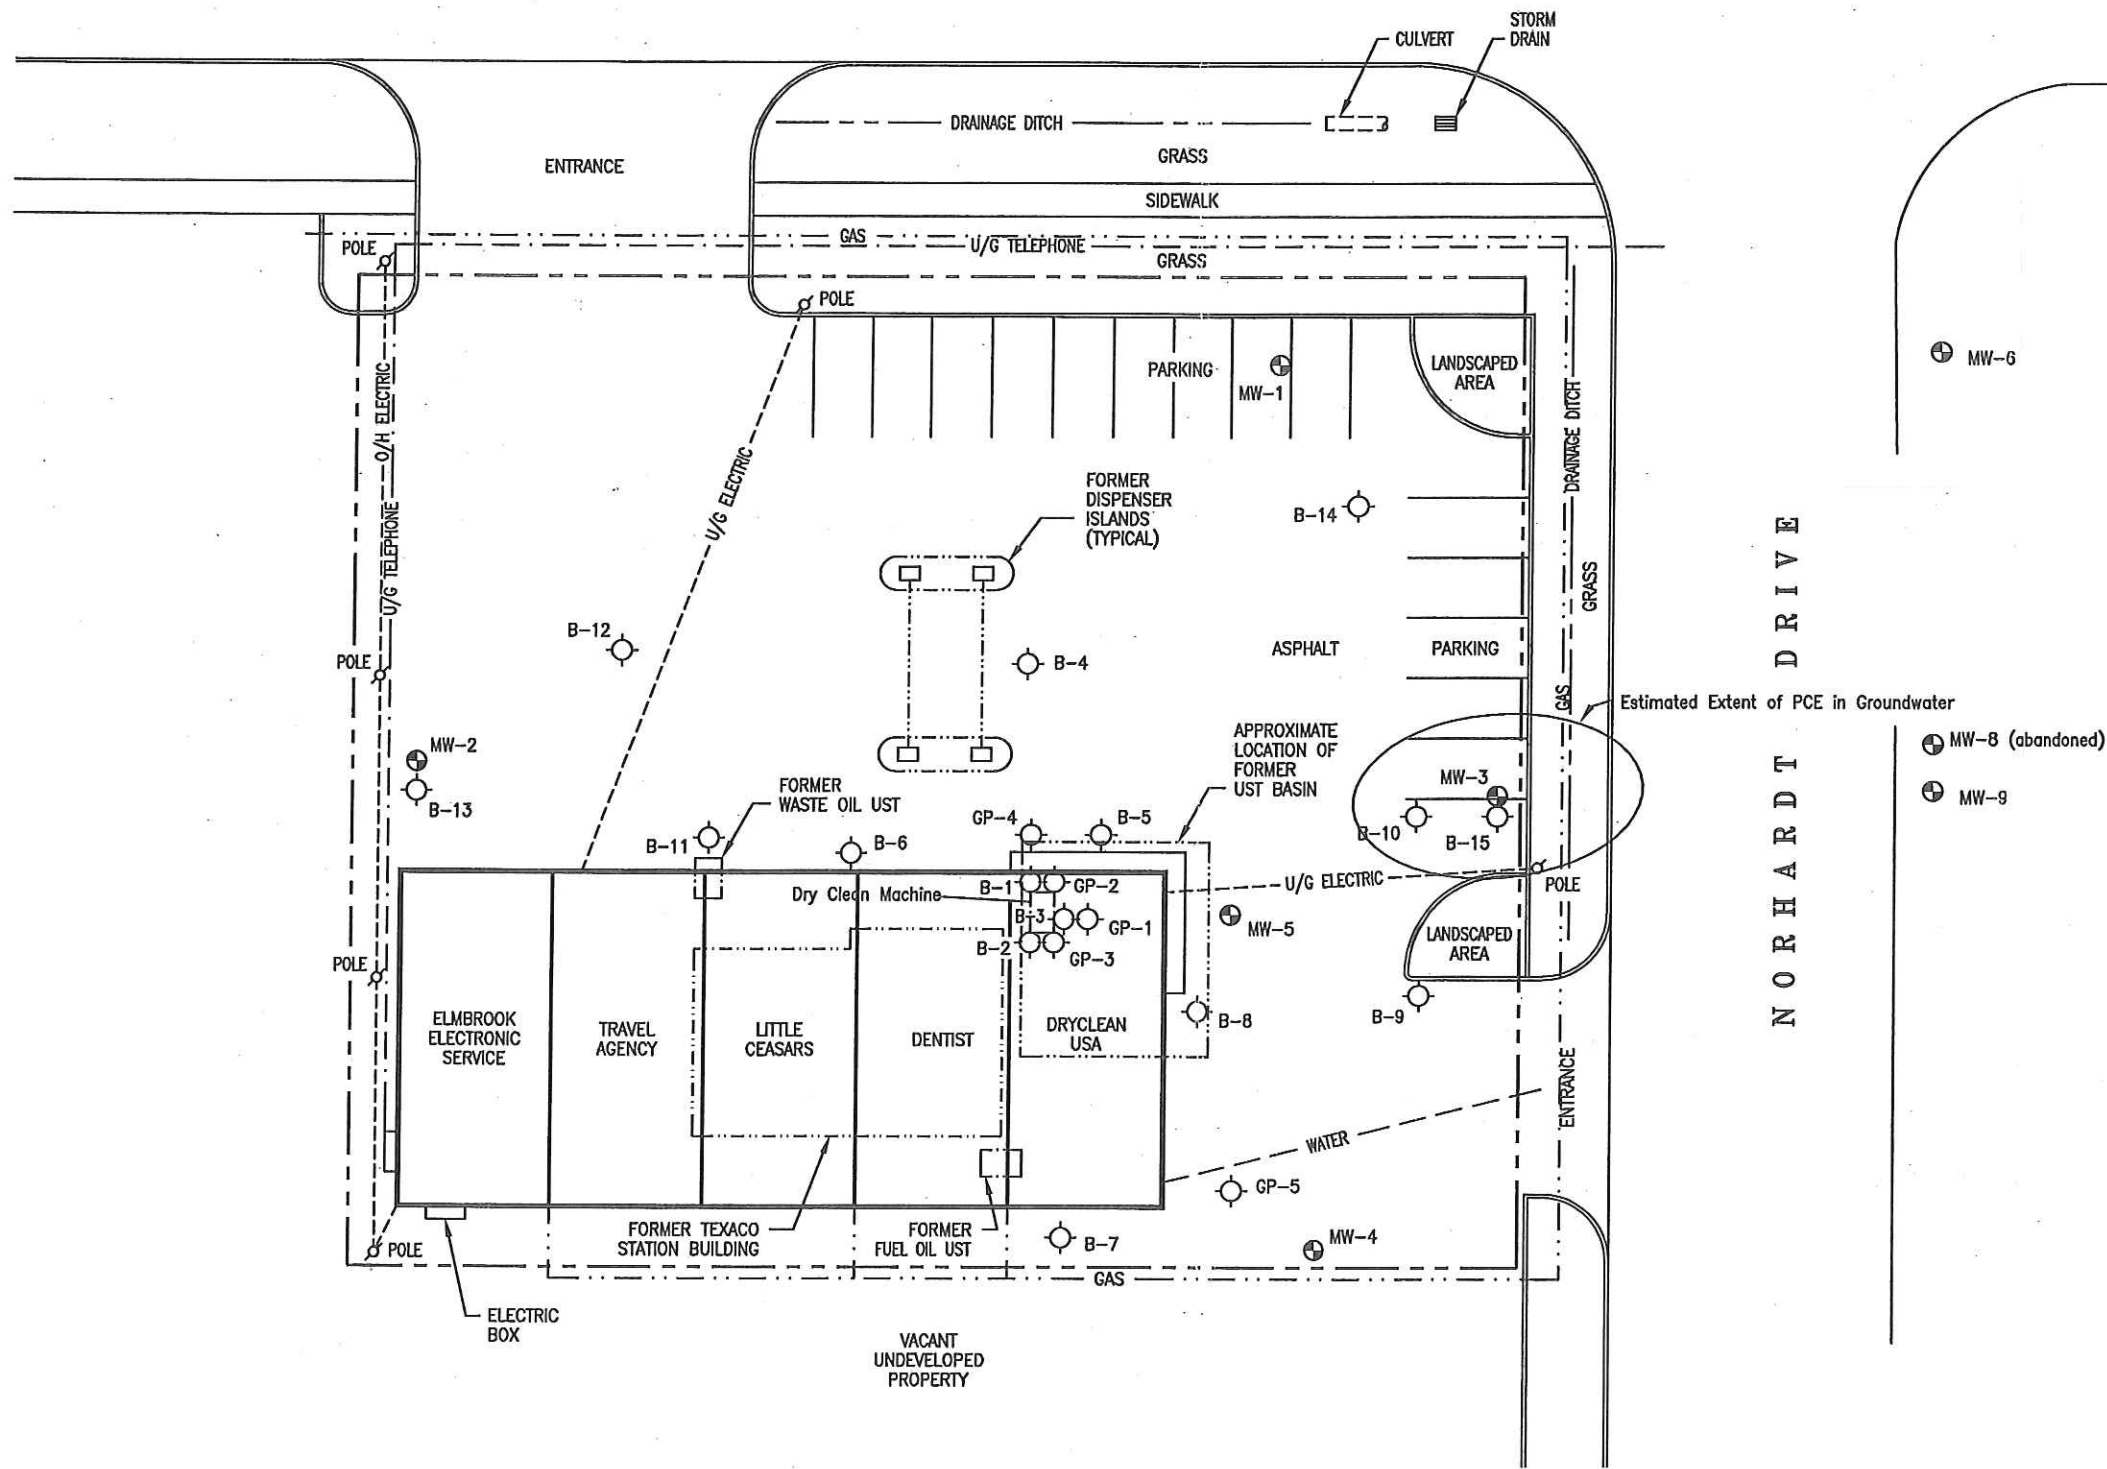 STORM
DRAIN
CULVERT
DRAINAGE DITCH
ENTRANCE
GRASS
SIDEWALK
GAS
U/G TELEPHONE
GRASS
POLE
POLE
O/H ELECTRIC
U/G TELEPHONE
U/G ELECTRIC
PARKING
MW-1
LANDSCAPED
AREA
DRAINAGE DITCH
GRASS
MW-6
FORMER
DISPENSER
ISLANDS
(TYPICAL)
B-14
NORHARDT DRIVE
B-12
B-4
ASPHALT
PARKING
POLE
GAS
Estimated Extent of PCE in Groundwater
APPROXIMATE
LOCATION OF
FORMER
UST BASIN
MW-2
B-13
MW-8 (abandoned)
MW-9
MW-3
B-10
B-15
FORMER
WASTE OIL UST
GP-4
B-5
B-11
B-6
B-1
GP-2
Dry Clean Machine
B-3
GP-1
B-2
GP-3
U/G ELECTRIC
POLE
MW-5
LANDSCAPED
AREA
POLE
B-8
B-9
ELMBROOK
ELECTRONIC
SERVICE
TRAVEL
AGENCY
LITTLE
CEASARS
DENTIST
DRYCLEAN
USA
ENTRANCE
WATER
GP-5
FORMER TEXACO
STATION BUILDING
FORMER
FUEL OIL UST
B-7
MW-4
POLE
GAS
ELECTRIC
BOX
VACANT
UNDEVELOPED
PROPERTY